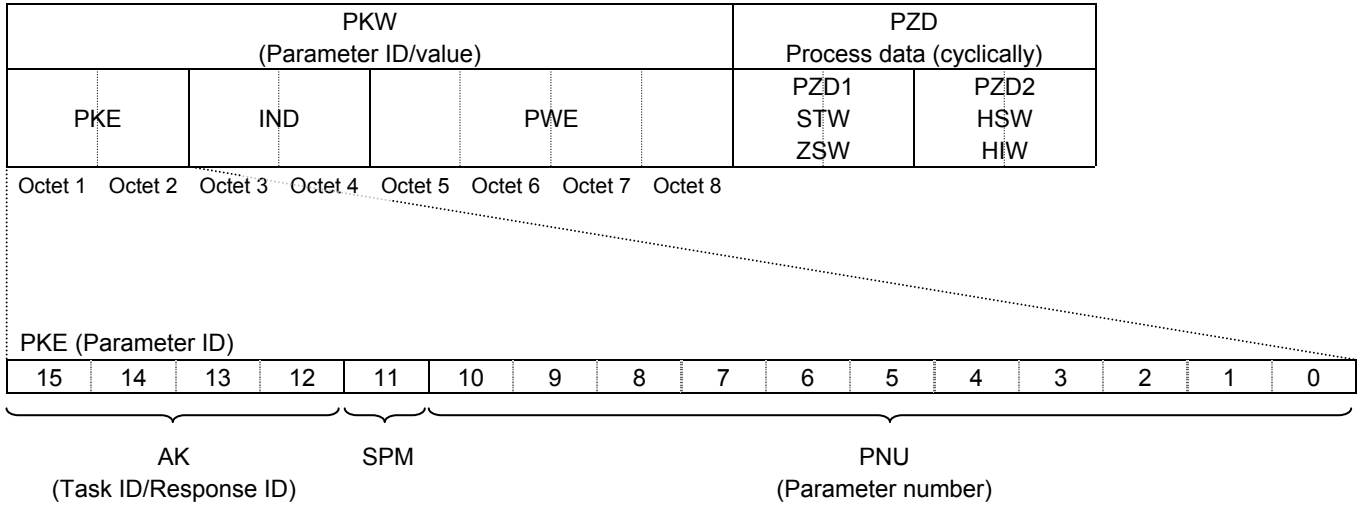 PKW PZD
(Parameter ID/value) Process data (cyclically)
PKE IND PWE PZD1 PZD2
STW HSW
ZSW HIW
Octet 1 Octet 2 Octet 3 Octet 4 Octet 5 Octet 6 Octet 7 Octet 8
PKE (Parameter ID)
15 14 13 12 11 10 9 8 7 6 5 4 3 2 1 0
AK SPM PNU
(Task ID/Response ID) (Parameter number)